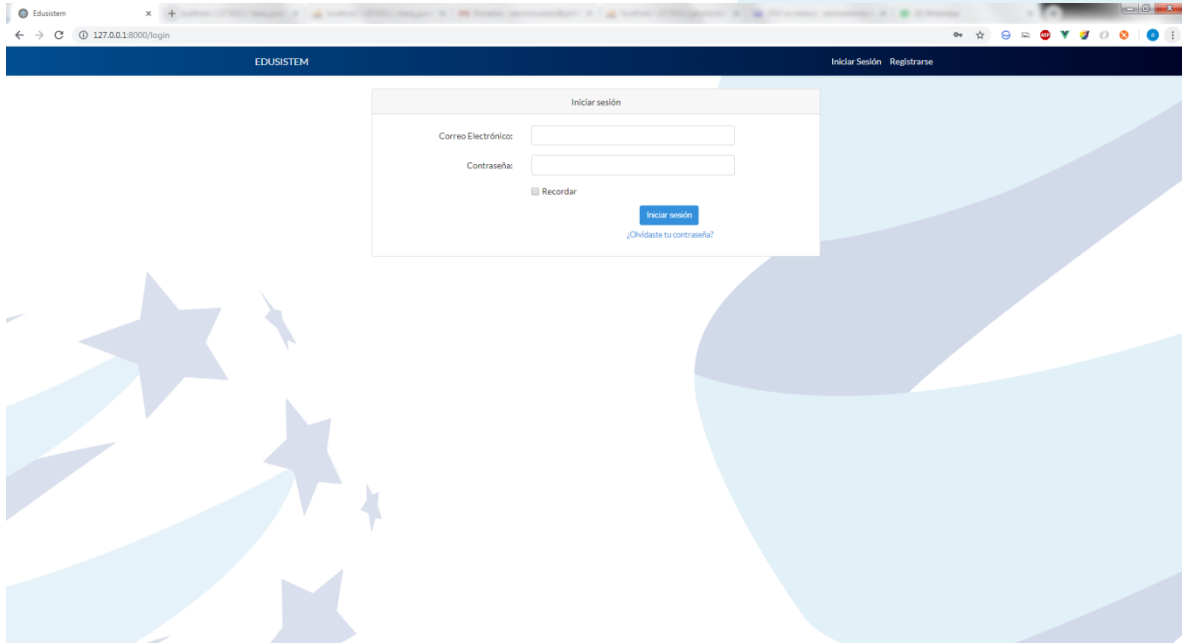 Edusistem
127.0.0.1:8000/login
EDUSISTEM
Iniciar Sesión Registrarse
Iniciar sesión
Correo Electrónico:
Contraseña:
Recordar
Iniciar sesión
¿Olvidaste tu contraseña?